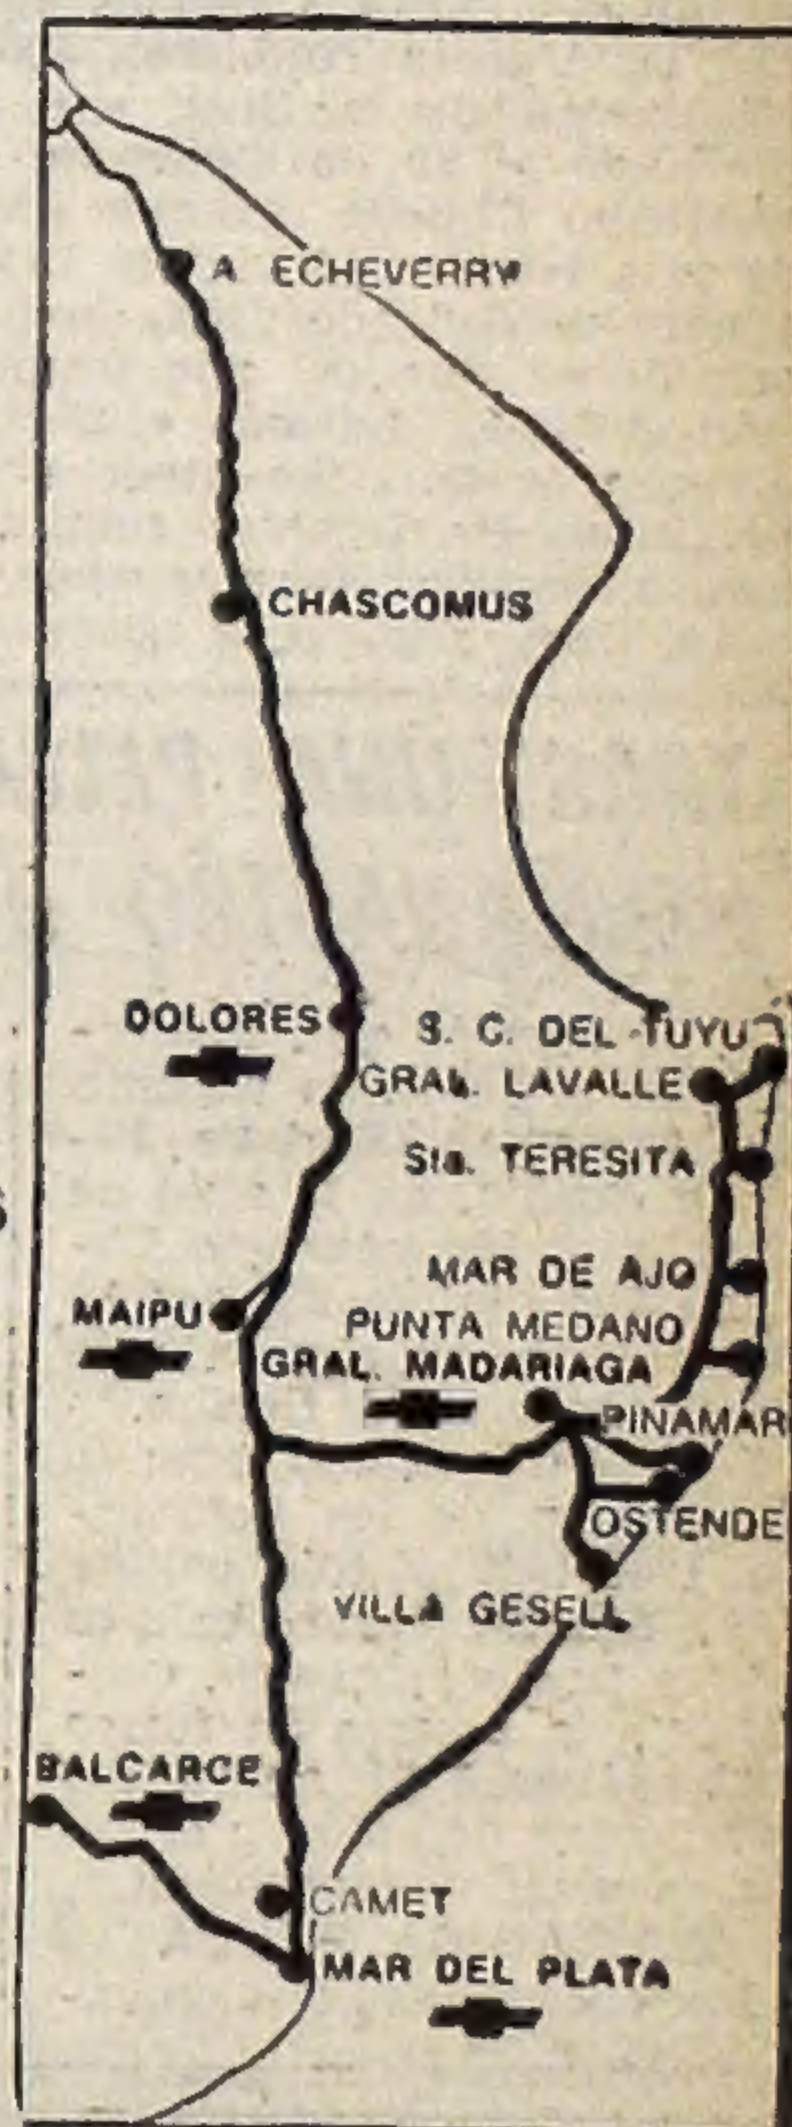 A ECHEVERRY
CHASCOMUS
DOLORES
S. C. DEL TUYU
GRAL. LAVALLE
Sta. TERESITA
MAR DE AJO
MAIPU
PUNTA MEDANO
GRAL. MADARIAGA
PINAMAR
OSTENDE
VILLA GESELL
BALCARCE
CAMET
MAR DEL PLATA